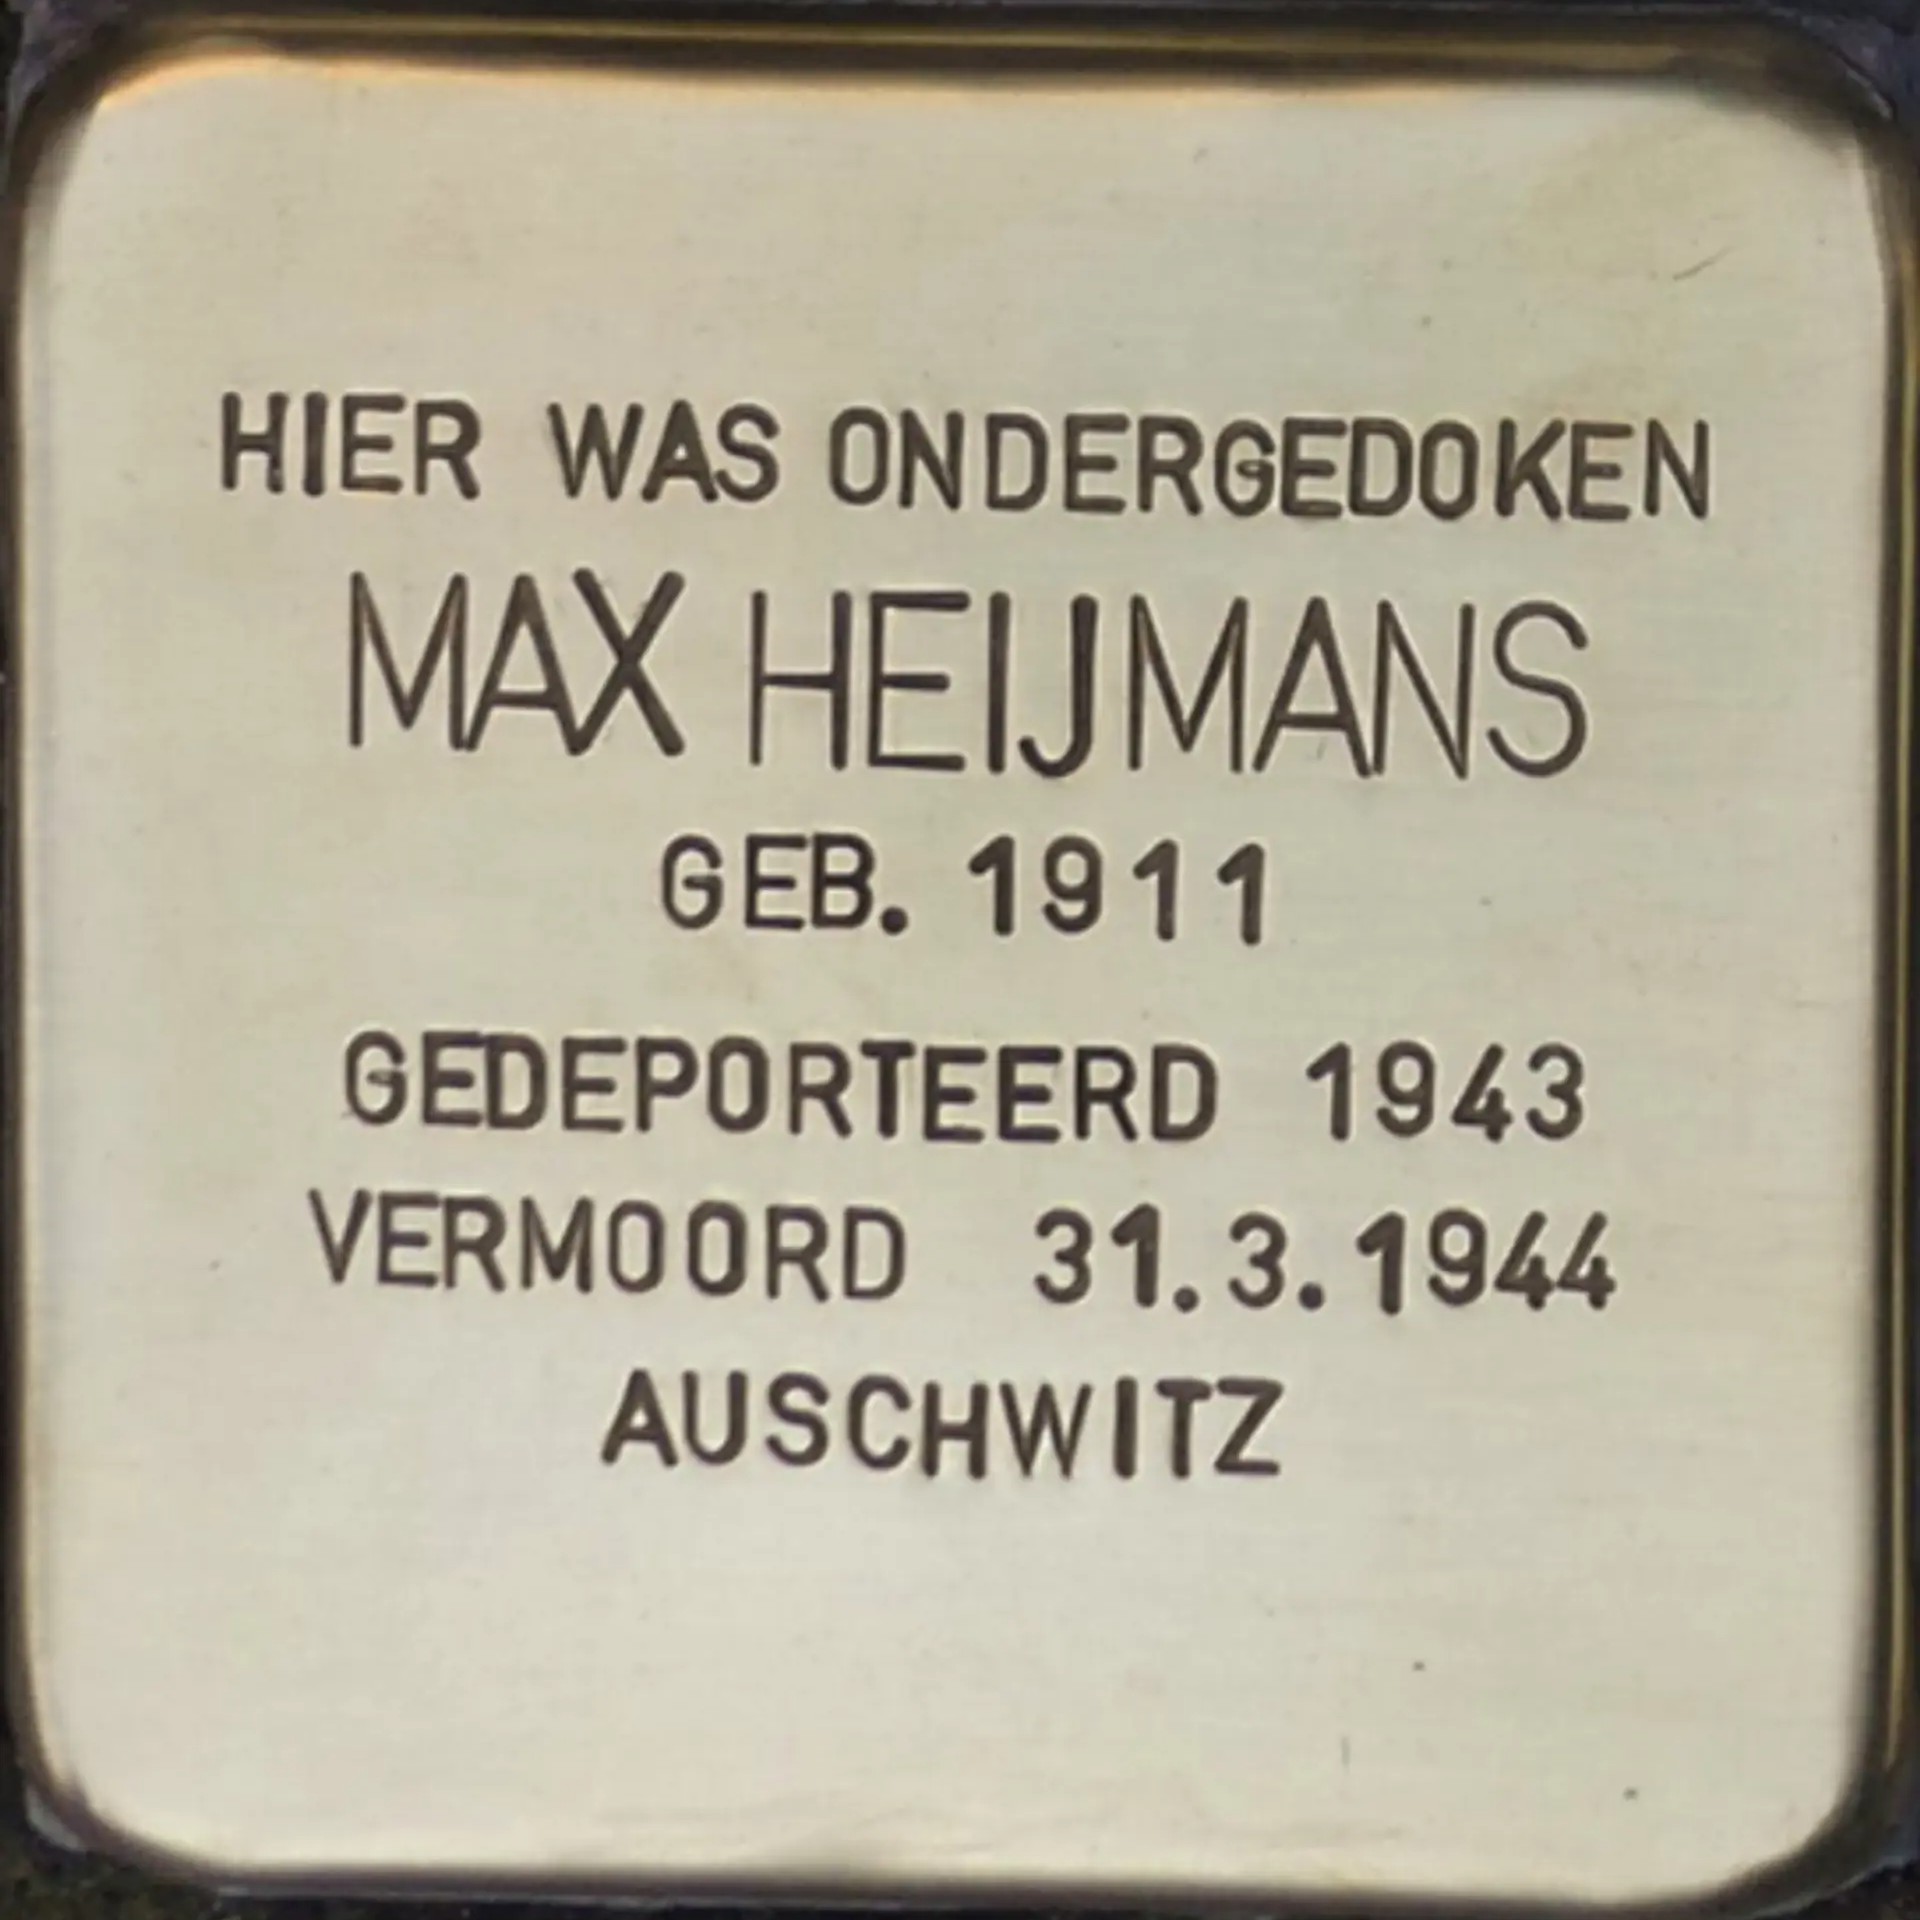 HIER WAS ONDERGEDOKEN
MAX HEIJMANS
GEB. 1911
GEDEPORTEERD 1943
VERMOORD 31.3.1944
AUSCHWITZ